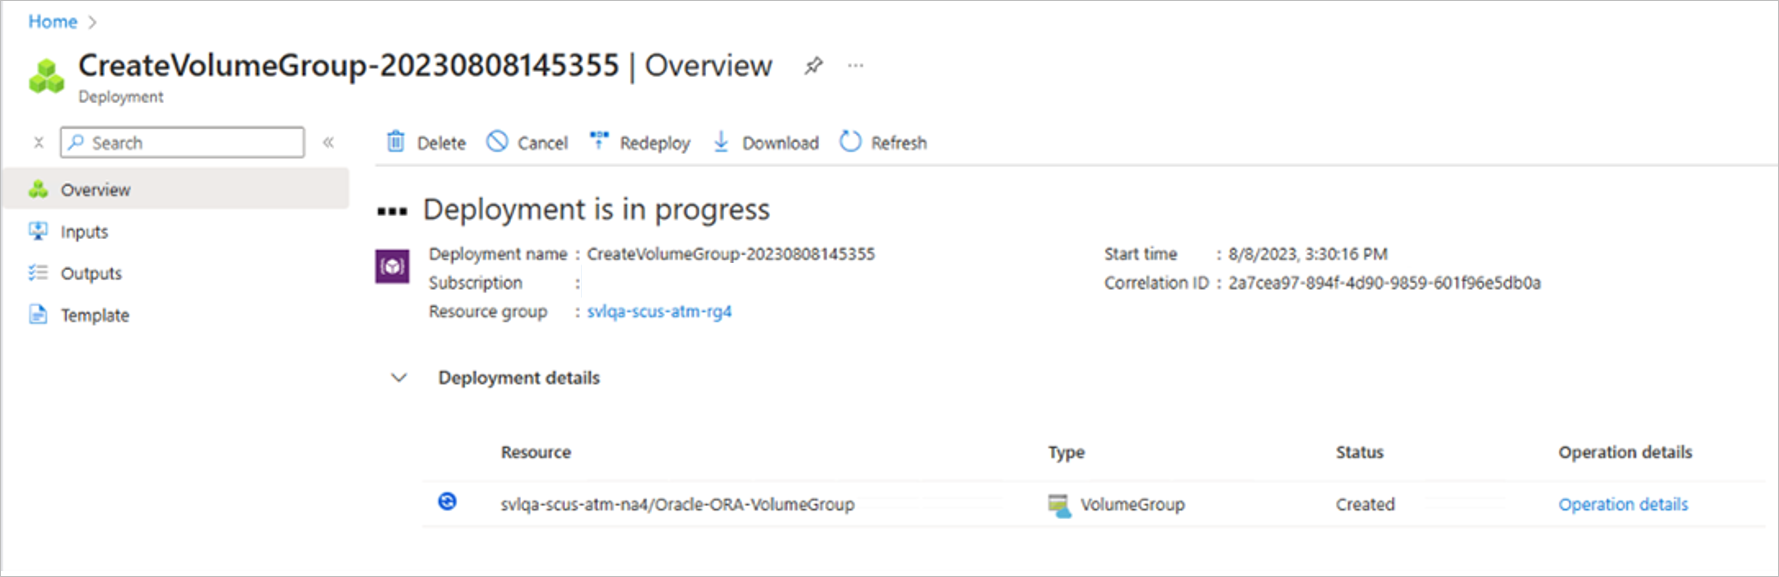 Home >
CreateVolumeGroup-20230808145355 | Overview ...
Deployment
Search «
Delete Cancel Redeploy Download Refresh
Overview
Inputs
Outputs
Template
Deployment is in progress
Deployment name : CreateVolumeGroup-20230808145355
Subscription :
Resource group : svlqa-scus-atm-rg4
Start time : 8/8/2023, 3:30:16 PM
Correlation ID : 2a7cea97-894f-4d90-9859-601f96e5db0a
Deployment details
Resource Type Status Operation details
svlqa-scus-atm-na4/Oracle-ORA-VolumeGroup VolumeGroup Created Operation details